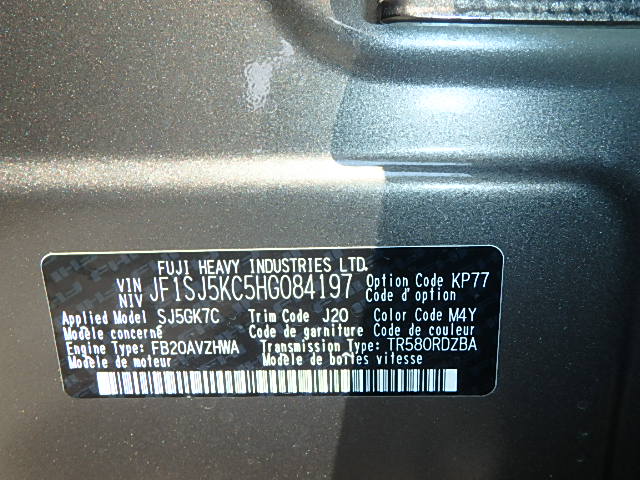 FUJI HEAVY INDUSTRIES LTD.
VIN NIV JF1SJ5KC5HG084197 Option Code KP77
Code d'option
Applied Model SJ5GK7C Trim Code J20 Color Code M4Y
Modèle concerné Code de garniture Code de couleur
Engine Type: FB20AVZHWA Transmission Type: TR580RDZBA
Modèle de moteur Modèle de boîtes vitesse